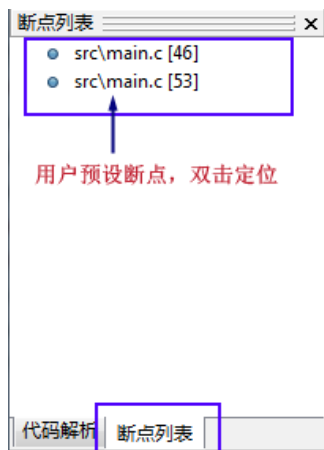 断点列表
src\main.c [46]
src\main.c [53]
用户预设断点，双击定位
代码解析 断点列表